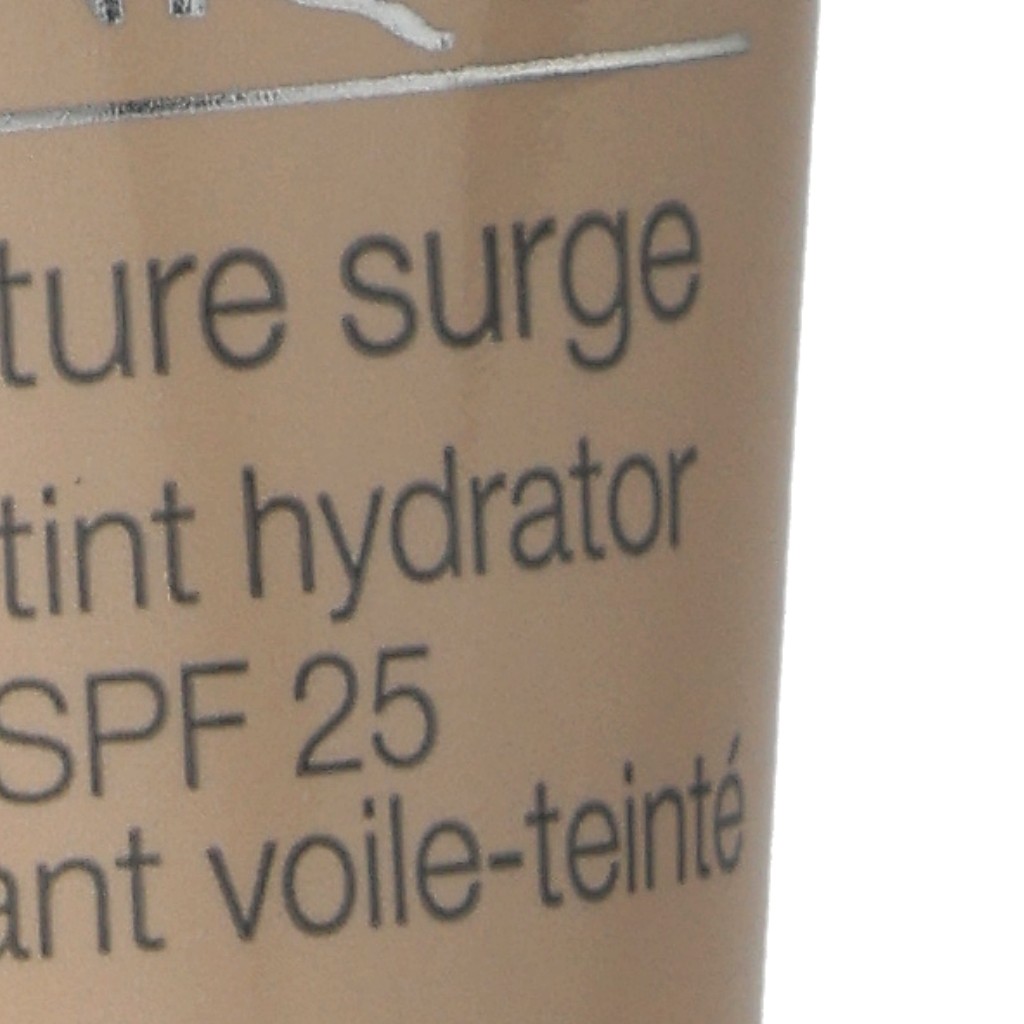 ture surge
tint hydrator
SPF 25
ant voile-teinté